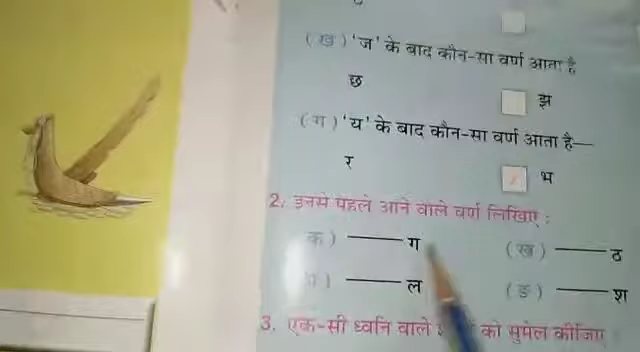 (ख) 'ज' के बाद कौन-सा वर्ण आता है
छ झ
(ग) 'य' के बाद कौन-सा वर्ण आता है—
र भ
2. इनसे पहले आने वाले वर्ण लिखिए :
क) —— ग (ख) —— ठ
) —— ल (ङ) —— श
3. एक-सी ध्वनि वाले को सुमेल कीजिए